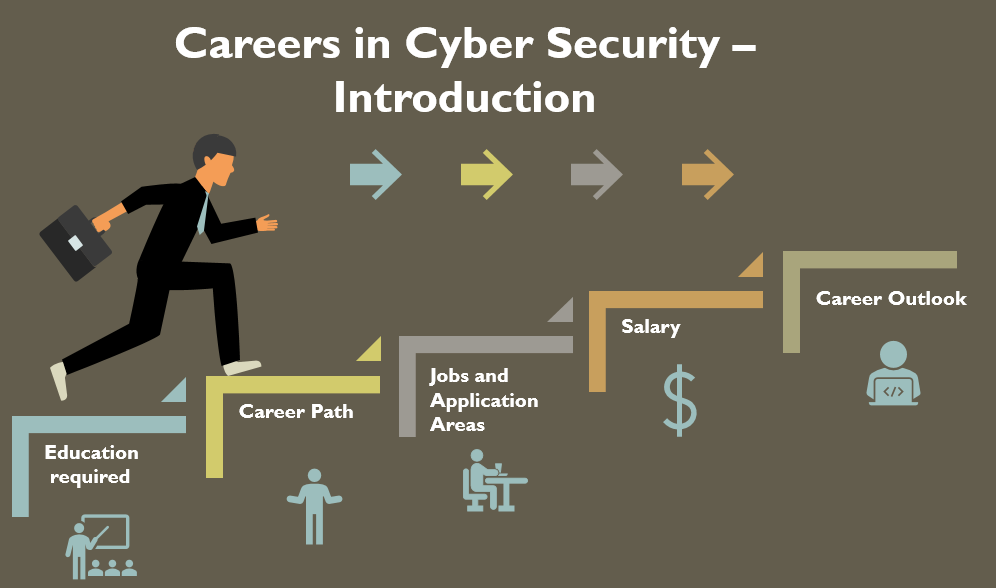 Careers in Cyber Security –
Introduction
Education
required
Career Path
Jobs and
Application
Areas
Salary
$
Career Outlook
</>